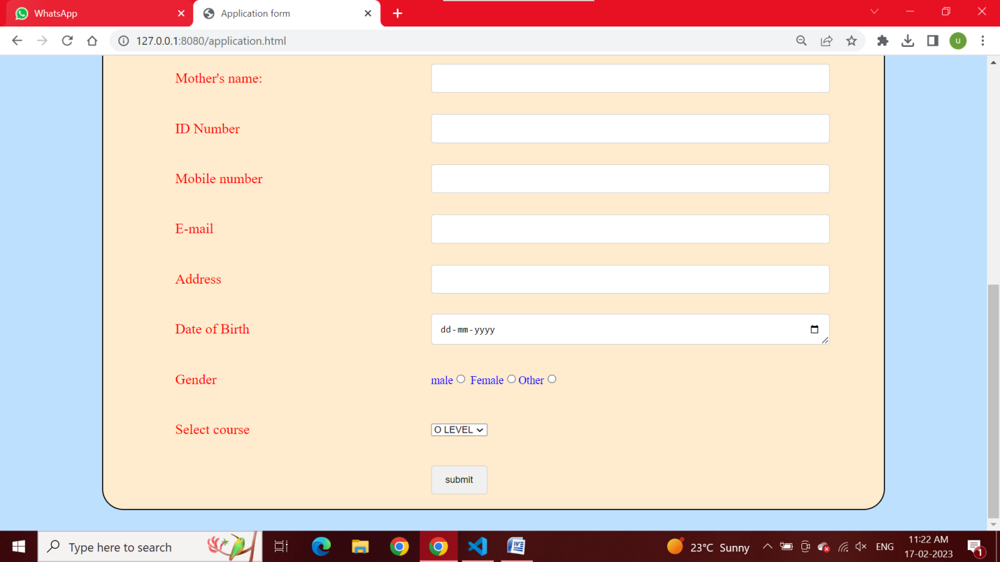 WhatsApp
Application form
127.0.0.1:8080/application.html
u
Mother's name:
ID Number
Mobile number
E-mail
Address
Date of Birth
dd-mm-yyyy
Gender
male Female Other
Select course
O LEVEL
submit
Type here to search
23°C Sunny
ENG
11:22 AM
17-02-2023
1